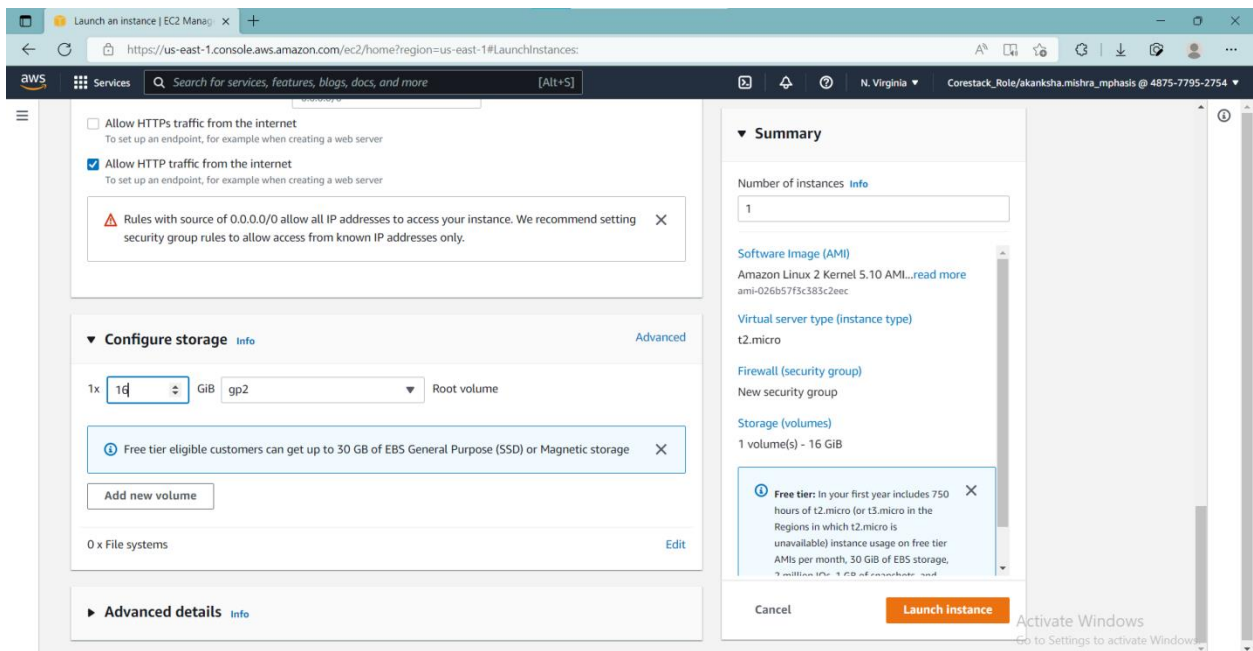 Launch an instance | EC2 Manag
https://us-east-1.console.aws.amazon.com/ec2/home?region=us-east-1#LaunchInstances:
aws
Services
Search for services, features, blogs, docs, and more
[Alt+S]
N. Virginia
Corestack_Role/akanksha.mishra_mphasis @ 4875-7795-2754
Allow HTTPs traffic from the internet
To set up an endpoint, for example when creating a web server
Allow HTTP traffic from the internet
To set up an endpoint, for example when creating a web server
Rules with source of 0.0.0.0/0 allow all IP addresses to access your instance. We recommend setting
security group rules to allow access from known IP addresses only.
Configure storage Info
Advanced
1x 16 GiB gp2 Root volume
Free tier eligible customers can get up to 30 GB of EBS General Purpose (SSD) or Magnetic storage
Add new volume
0 x File systems
Edit
Advanced details Info
Summary
Number of instances Info
1
Software Image (AMI)
Amazon Linux 2 Kernel 5.10 AMI...read more
ami-026b57f3c383c2eec
Virtual server type (instance type)
t2.micro
Firewall (security group)
New security group
Storage (volumes)
1 volume(s) - 16 GiB
Free tier: In your first year includes 750
hours of t2.micro (or t3.micro in the
Regions in which t2.micro is
unavailable) instance usage on free tier
AMIs per month, 30 GiB of EBS storage,
2 million IOs, 1 GB of snapshots, and
Cancel
Launch instance
Activate Windows
Go to Settings to activate Windows.